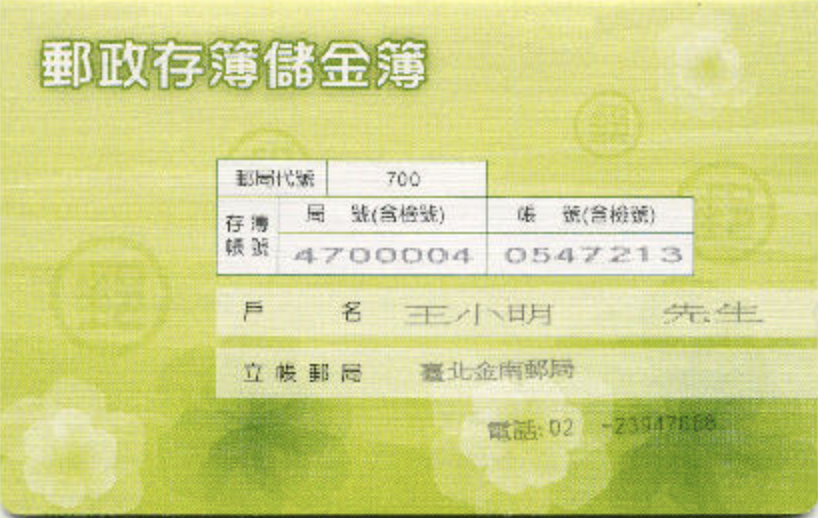 郵政存簿儲金簿
郵局代號 700
存簿帳號 局 號(含檢號) 帳 號(含檢號)
4700004 0547213
戶 名 王小明 先生
立帳郵局 臺北金南郵局
電話:02